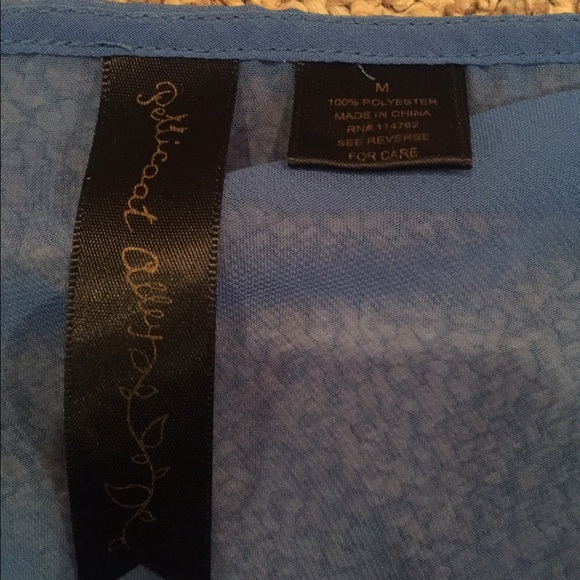 Petticoat Alley
M
100% POLYESTER
MADE IN CHINA
RN#:114762
SEE REVERSE
FOR CARE